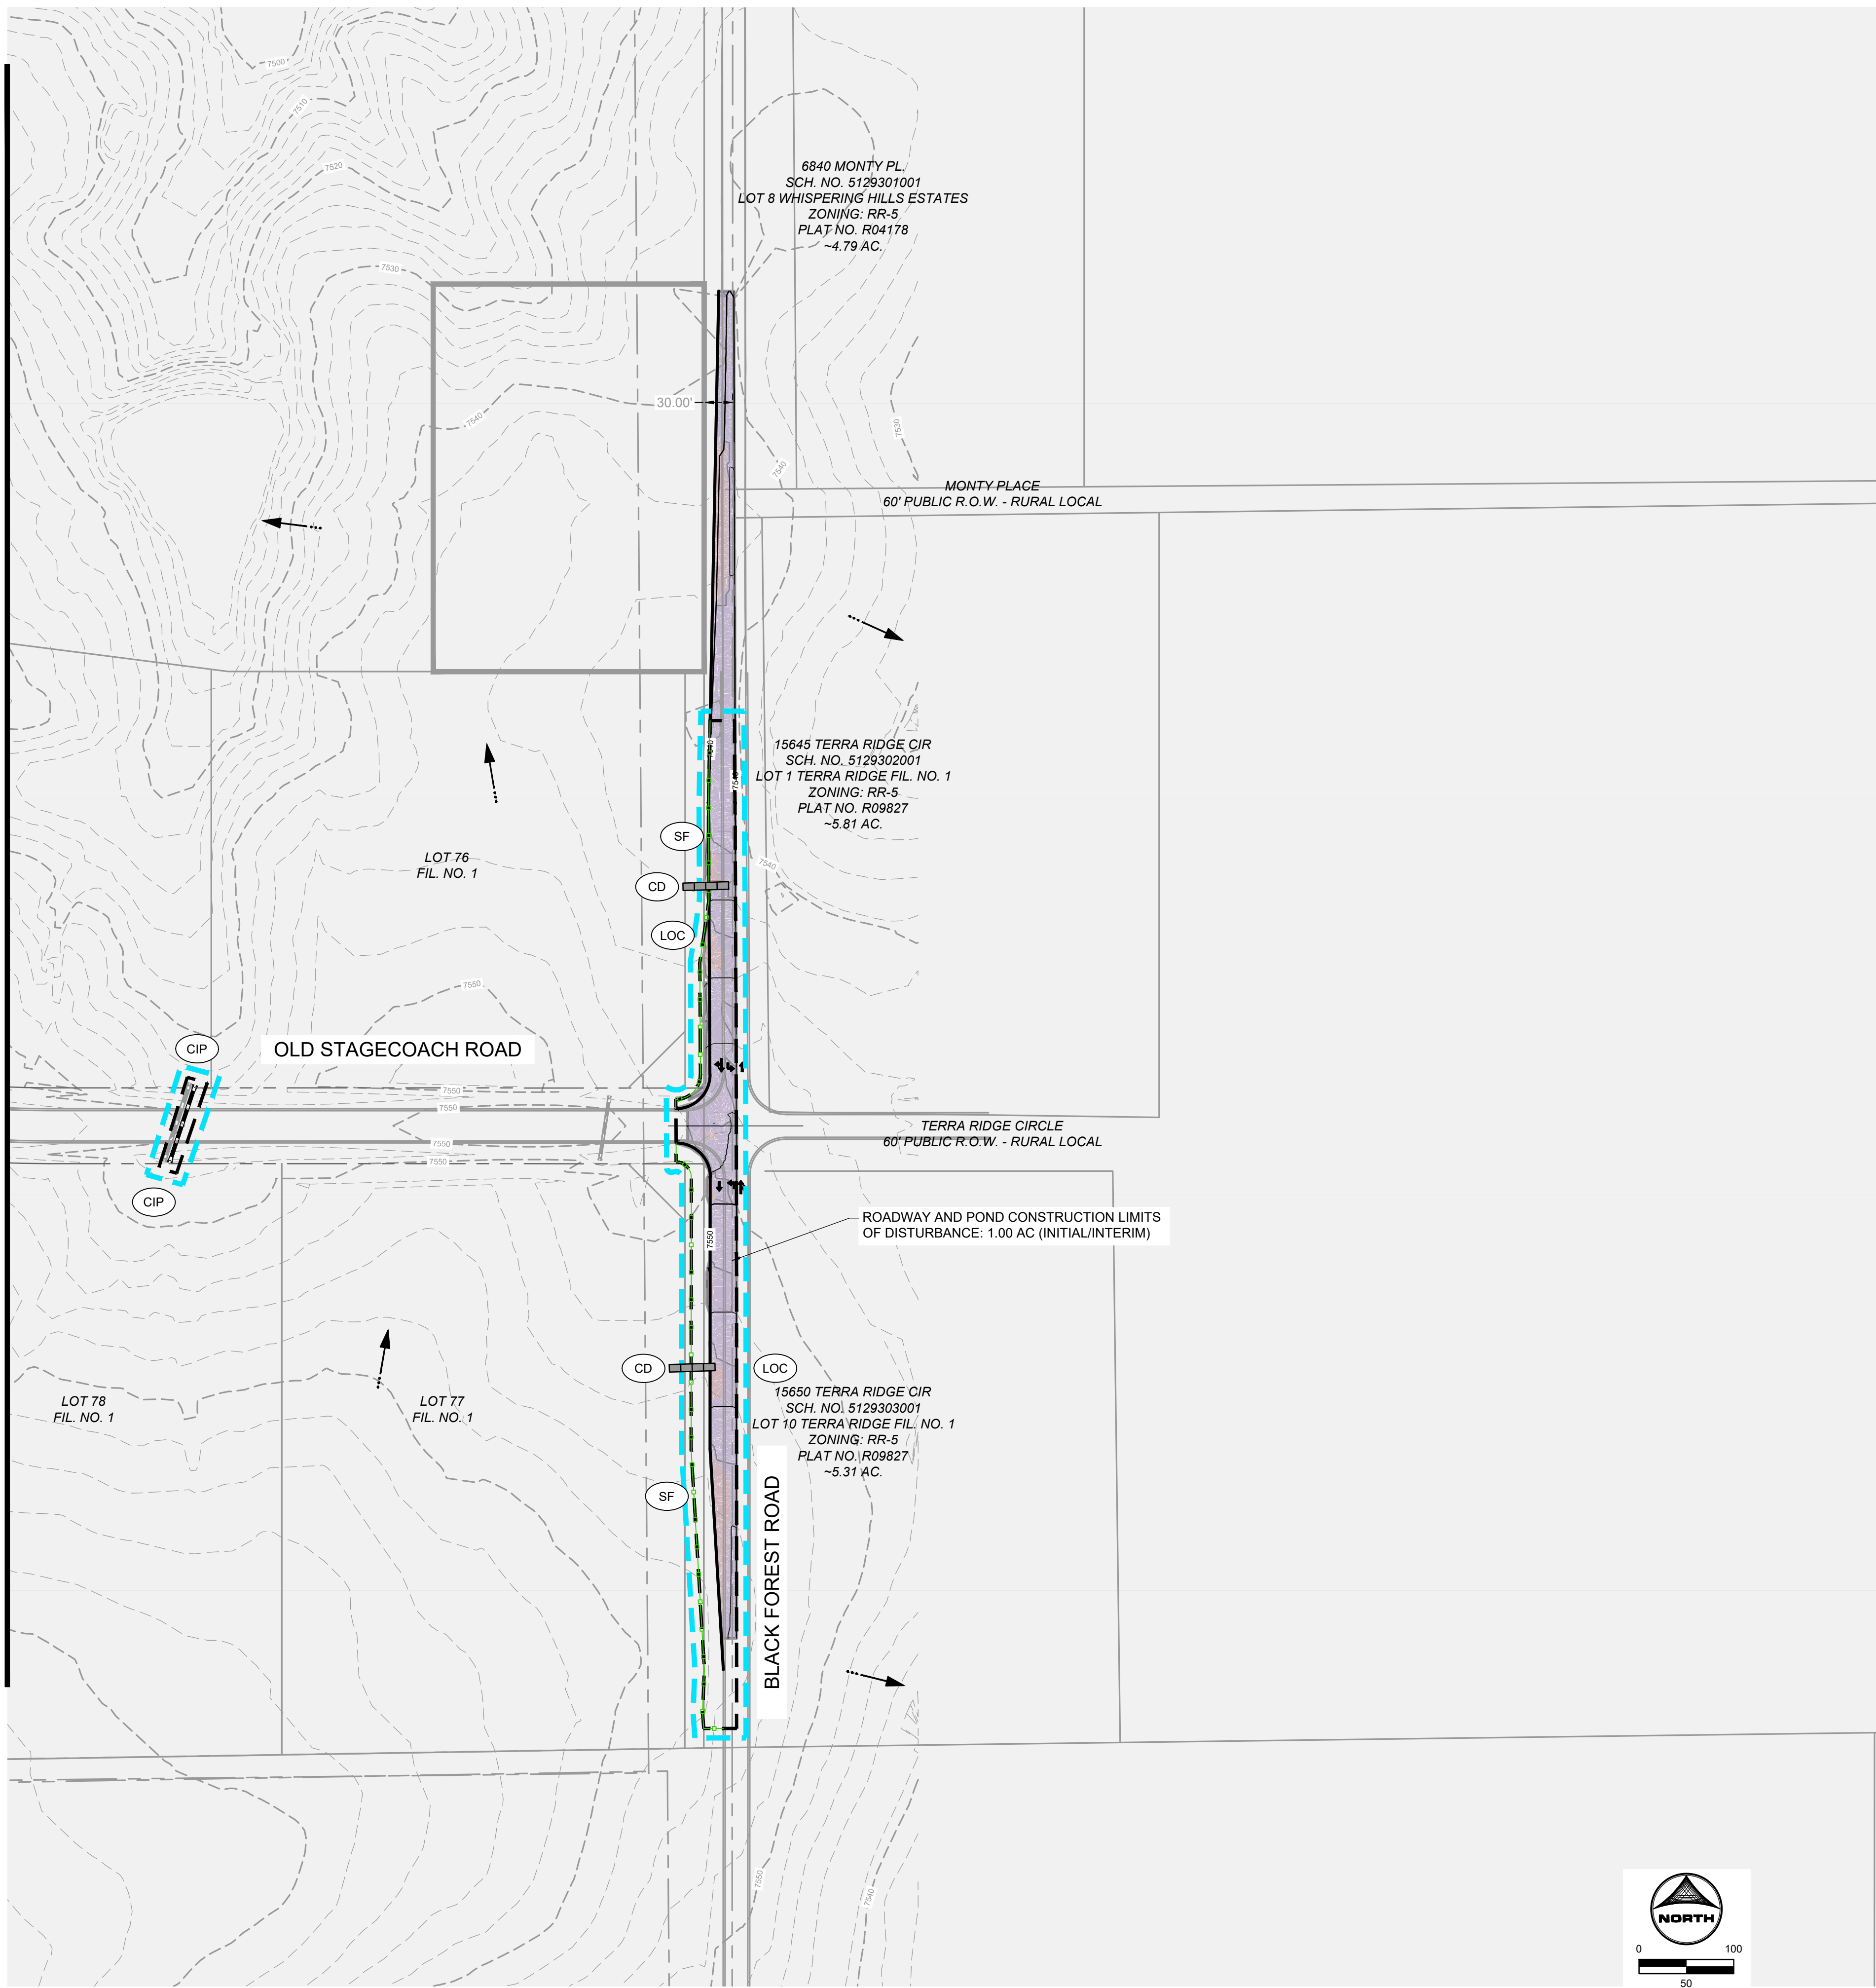 7500
7510
7520
6840 MONTY PL.
SCH. NO. 5129301001
LOT 8 WHISPERING HILLS ESTATES
ZONING: RR-5
PLAT NO. R04178
~4.79 AC.
7530
30.00'
7540
7530
7540
MONTY PLACE
60' PUBLIC R.O.W. - RURAL LOCAL
7540
7540
15645 TERRA RIDGE CIR
SCH. NO. 5129302001
LOT 1 TERRA RIDGE FIL. NO. 1
ZONING: RR-5
PLAT NO. R09827
~5.81 AC.
SF
LOT 76
FIL. NO. 1
7540
CD
LOC
7550
CIP
OLD STAGECOACH ROAD
7550
7550
7550
7550
TERRA RIDGE CIRCLE
60' PUBLIC R.O.W. - RURAL LOCAL
CIP
ROADWAY AND POND CONSTRUCTION LIMITS
OF DISTURBANCE: 1.00 AC (INITIAL/INTERIM)
7550
CD
LOC
15650 TERRA RIDGE CIR
SCH. NO. 5129303001
LOT 10 TERRA RIDGE FIL. NO. 1
ZONING: RR-5
PLAT NO. R09827
~5.31 AC.
LOT 78
FIL. NO. 1
LOT 77
FIL. NO. 1
SF
BLACK FOREST ROAD
7550
7540
NORTH
0 100
50